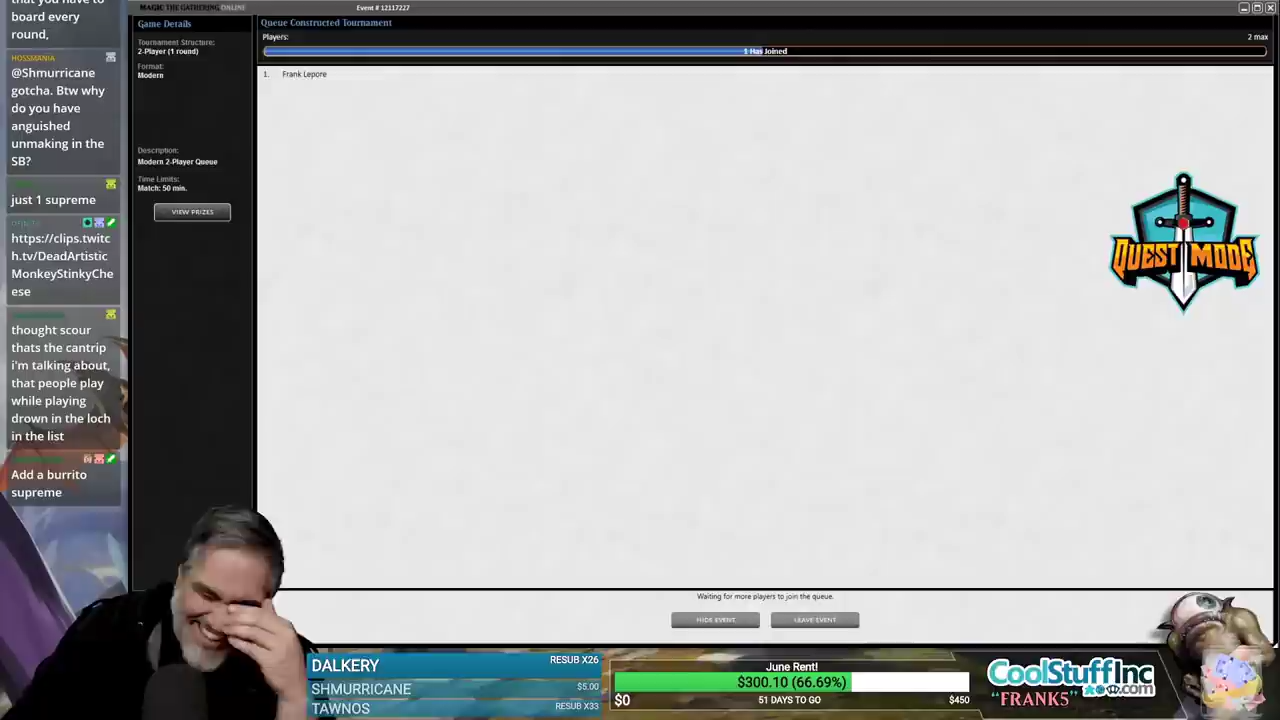 that you have to
board every
round,
HOSSMANIA
@Shmurricane
gotcha. Btw why
do you have
anguished
unmaking in the
SB?
just 1 supreme
https://clips.twitc
h.tv/DeadArtistic
MonkeyStinkyChe
ese
thought scour
thats the cantrip
i'm talking about,
that people play
while playing
drown in the loch
in the list
Add a burrito
supreme
MAGIC THE GATHERING ONLINE
Event # 12117227
Game Details
Tournament Structure:
2-Player (1 round)
Format:
Modern
Description:
Modern 2-Player Queue
Time Limits:
Match: 50 min.
VIEW PRIZES
Queue Constructed Tournament
Players:
2 max
1 Has Joined
1. Frank Lepore
QUEST MODE
Waiting for more players to join the queue.
HIDE EVENT
LEAVE EVENT
DALKERY RESUB X26
SHMURRICANE $5.00
TAWNOS RESUB X33
June Rent!
$300.10 (66.69%)
$0 51 DAYS TO GO $450
CoolStuffInc
.com
"FRANK5"